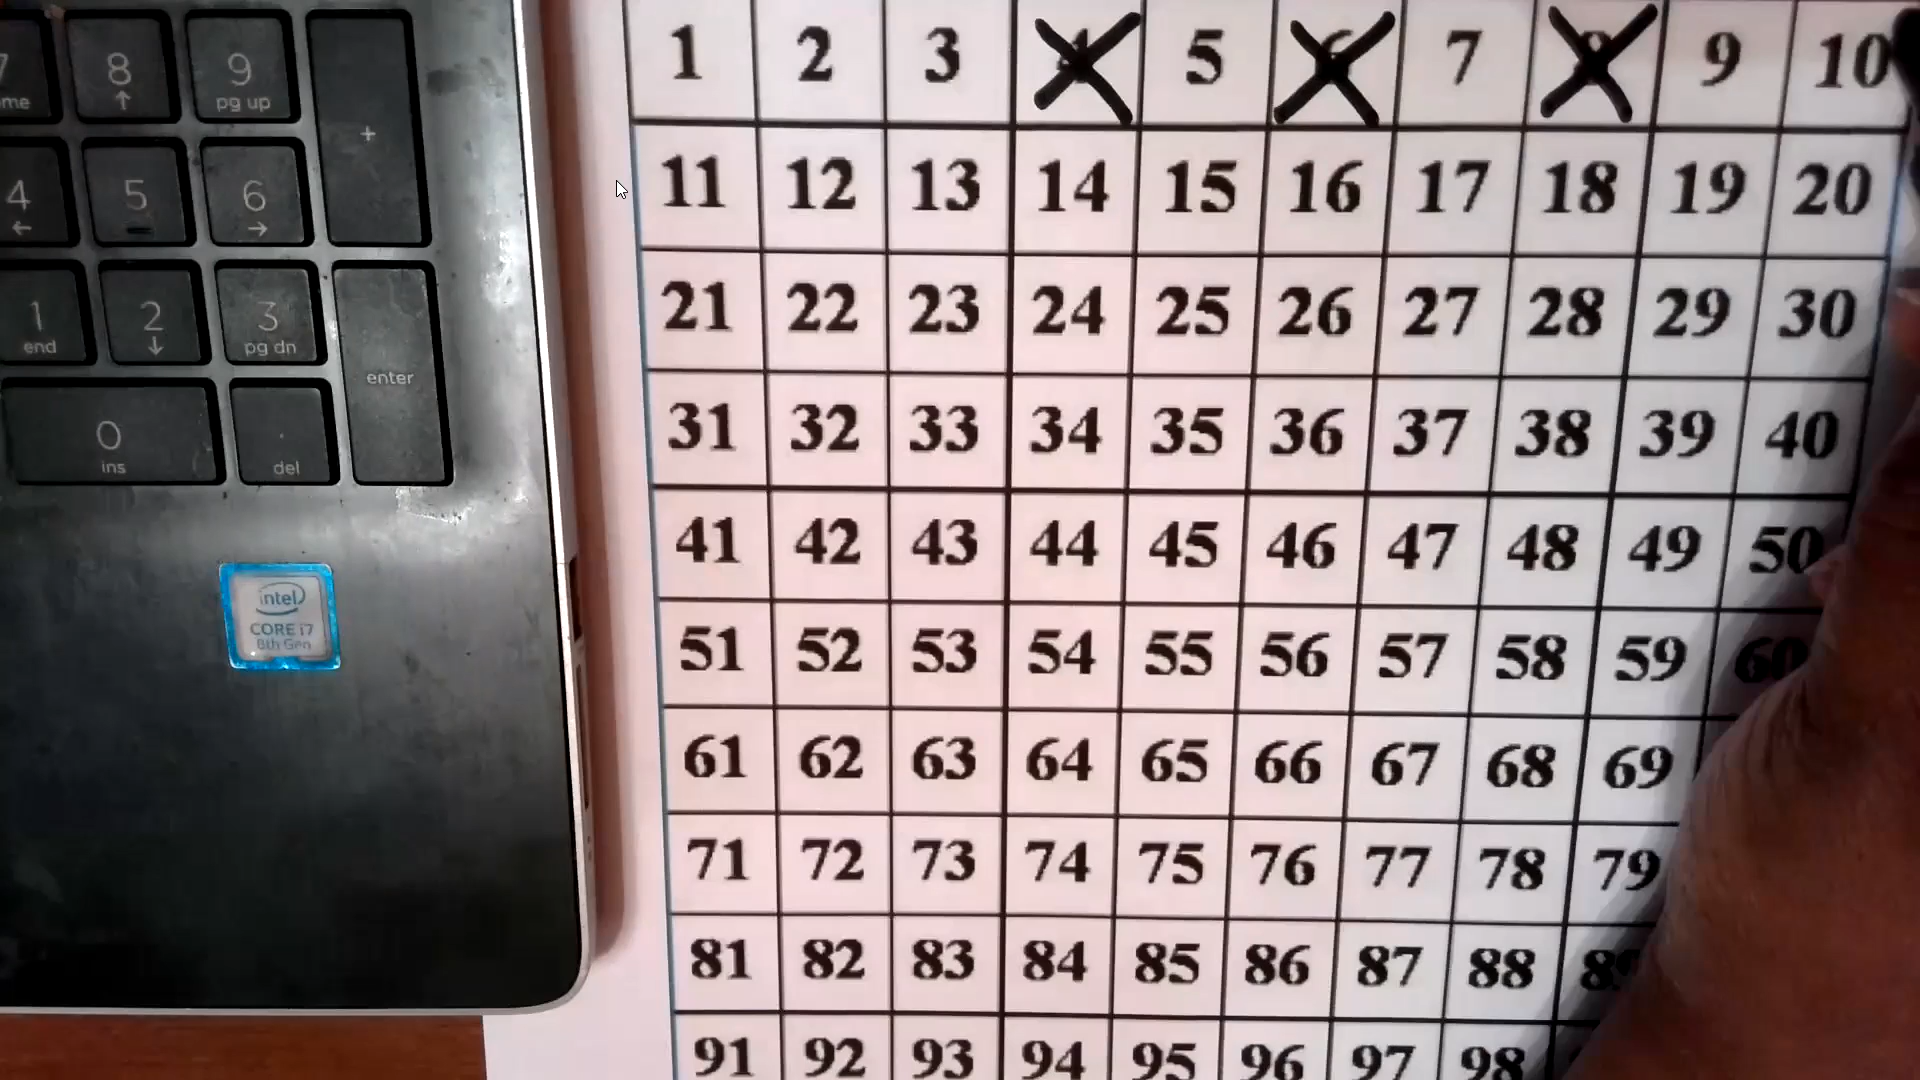 7 8 9 +
me ↑ pg up
4 5 6
← →
1 2 3
end ↓ pg dn enter
0 .
ins del
intel
CORE i7
8th Gen
1 2 3 5 7 9 10
11 12 13 14 15 16 17 18 19 20
21 22 23 24 25 26 27 28 29 30
31 32 33 34 35 36 37 38 39 40
41 42 43 44 45 46 47 48 49 50
51 52 53 54 55 56 57 58 59 60
61 62 63 64 65 66 67 68 69
71 72 73 74 75 76 77 78 79
81 82 83 84 85 86 87 88 89
91 92 93 94 95 96 97 98